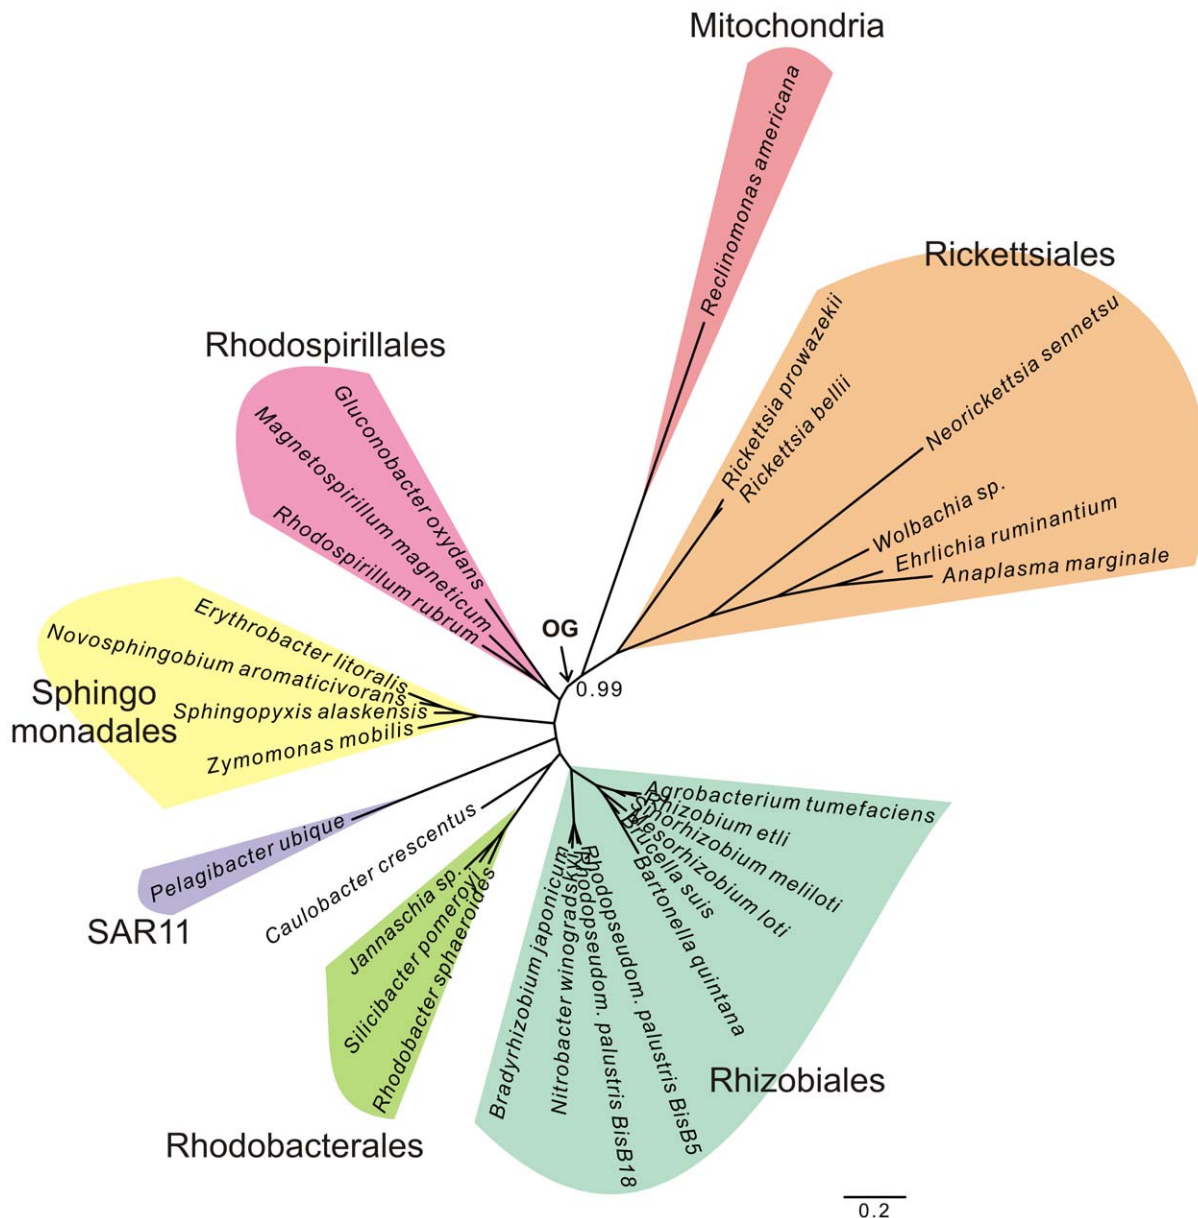 Mitochondria
Reclinomonas americana
Rickettsiales
Rickettsia prowazekii
Rickettsia bellii
Neorickettsia sennetsu
Wolbachia sp.
Ehrlichia ruminantium
Anaplasma marginale
Rhodospirillales
Gluconobacter oxydans
Magnetospirillum magneticum
Rhodospirillum rubrum
OG
0.99
Erythrobacter litoralis
Novosphingobium aromaticivorans
Sphingopyxis alaskensis
Zymomonas mobilis
Sphingo
monadales
Pelagibacter ubique
SAR11
Caulobacter crescentus
Jannaschia sp.
Silicibacter pomeroyi
Rhodobacter sphaeroides
Rhodobacterales
Bradyrhizobium japonicum
Nitrobacter winogradskyi
Rhodopseudom. palustris BisB18
Rhodopseudom. palustris BisB5
Bartonella quintana
Brucella suis
Mesorhizobium loti
Sinorhizobium meliloti
Rhizobium etli
Agrobacterium tumefaciens
Rhizobiales
0.2